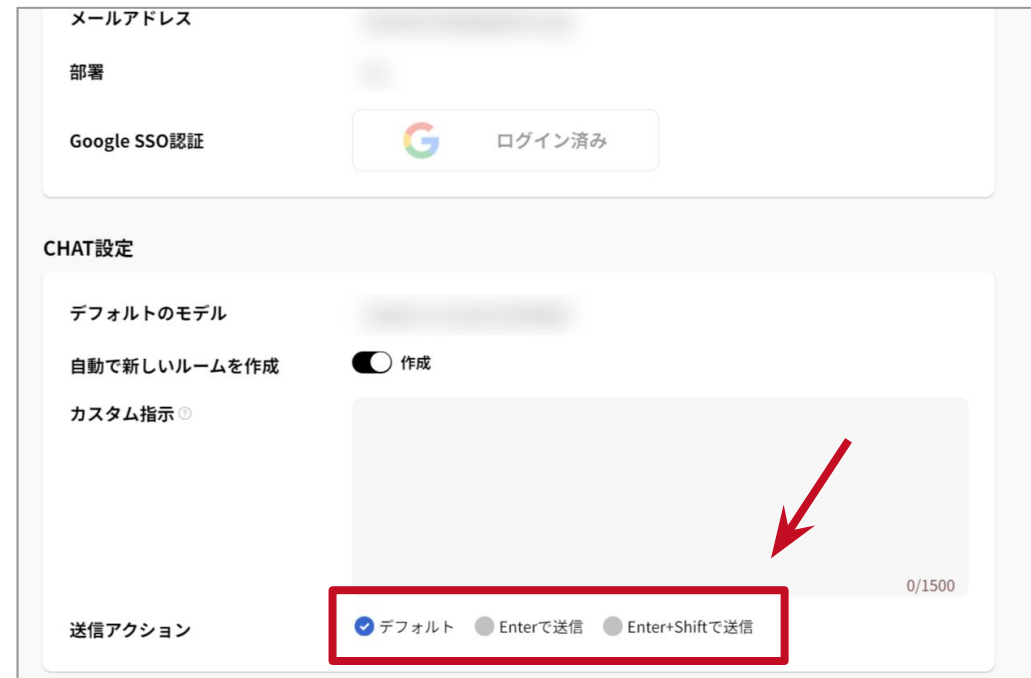 メールアドレス
部署
Google SSO認証 ログイン済み
CHAT設定
デフォルトのモデル
自動で新しいルームを作成 作成
カスタム指示
0/1500
送信アクション デフォルト Enterで送信 Enter+Shiftで送信